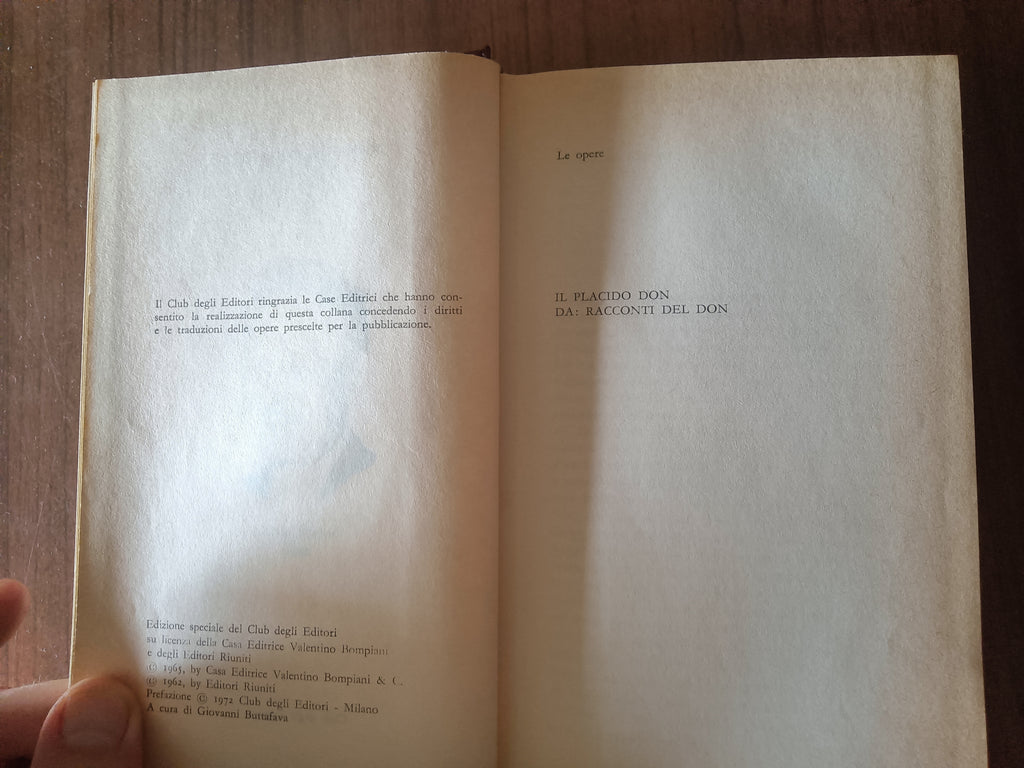 Il Club degli Editori ringrazia le Case Editrici che hanno con-
sentito la realizzazione di questa collana concedendo i diritti
e le traduzioni delle opere prescelte per la pubblicazione.
Edizione speciale del Club degli Editori
su licenza della Casa Editrice Valentino Bompiani
e degli Editori Riuniti
© 1965, by Casa Editrice Valentino Bompiani & C.
© 1962, by Editori Riuniti
Prefazione © 1972 Club degli Editori - Milano
A cura di Giovanni Buttafava
Le opere
IL PLACIDO DON
DA: RACCONTI DEL DON